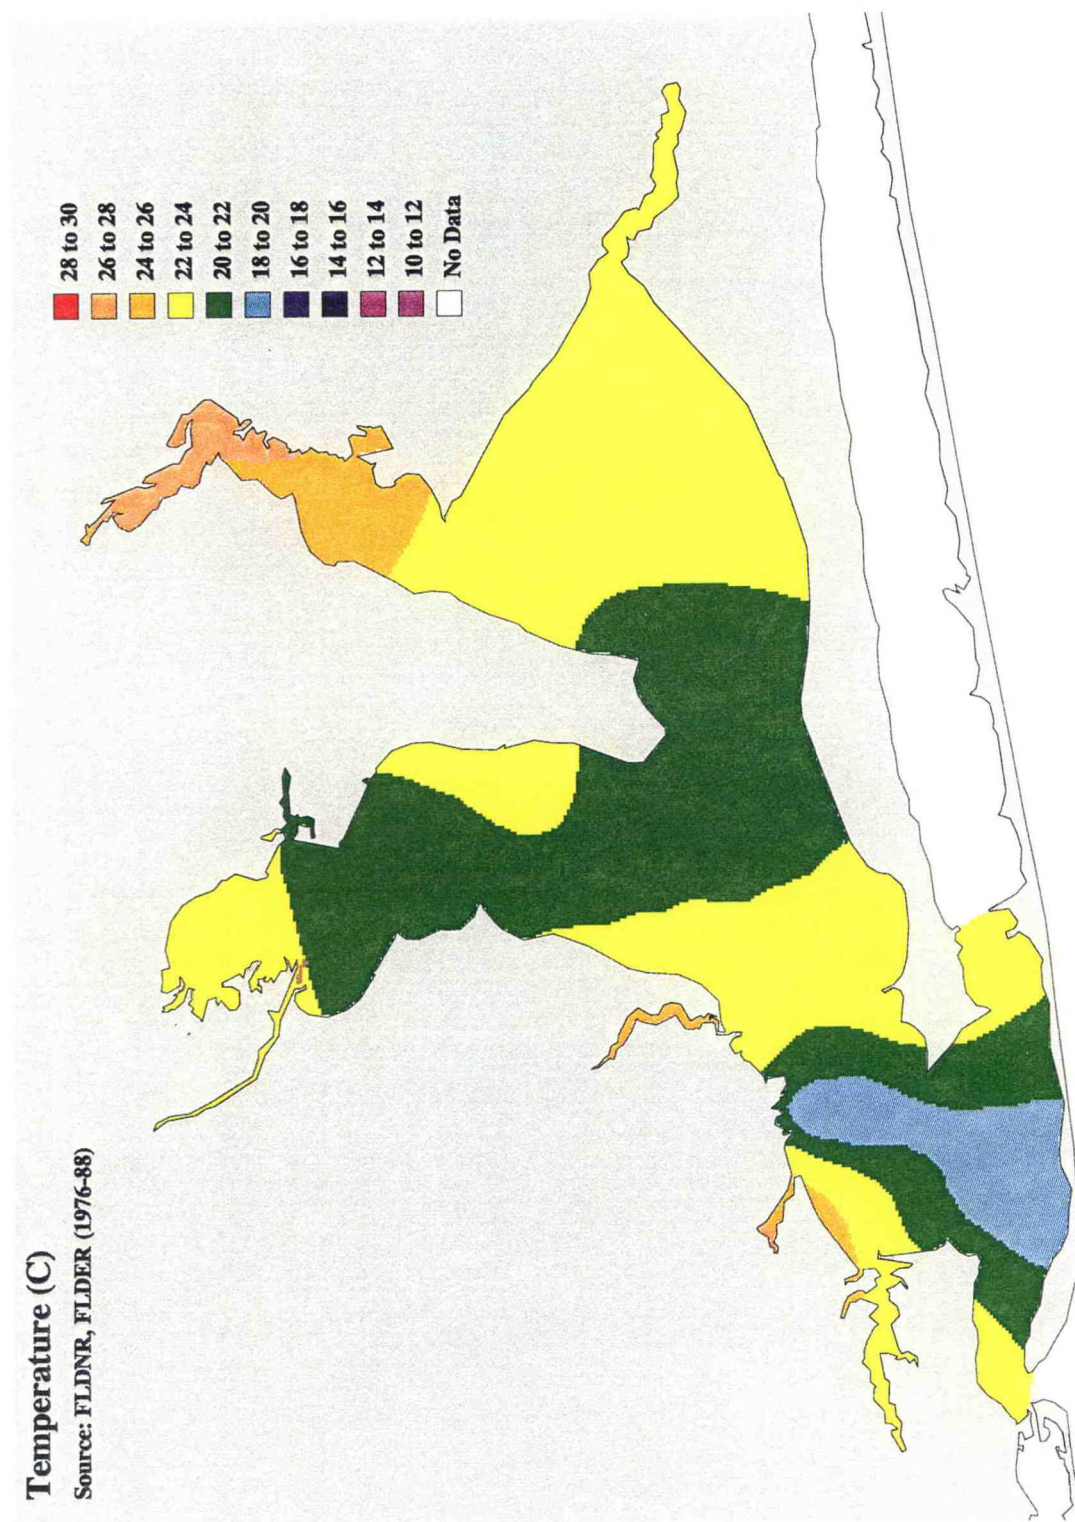 Temperature (C)
Source: FLDNR, FLDER (1976-88)
28 to 30
26 to 28
24 to 26
22 to 24
20 to 22
18 to 20
16 to 18
14 to 16
12 to 14
10 to 12
No Data